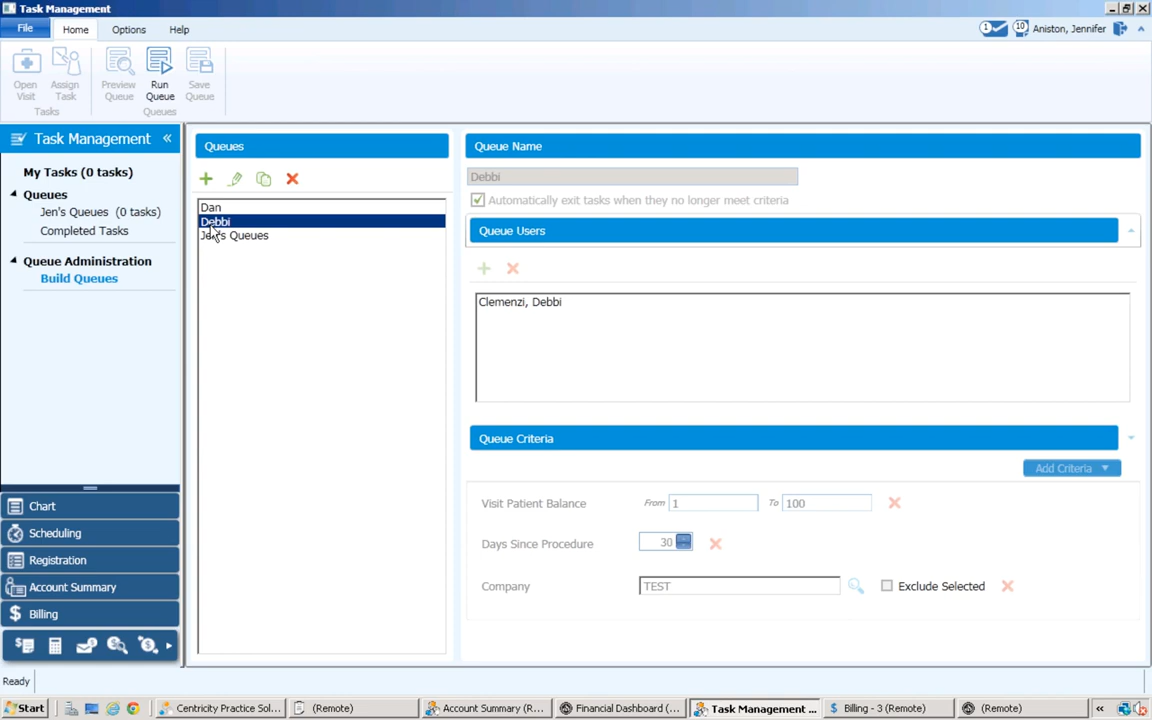 Task Management
File Home Options Help
1 10 Aniston, Jennifer
Open Visit
Assign Task
Preview Queue
Run Queue
Save Queue
Tasks
Queues
Task Management «
My Tasks (0 tasks)
Queues
Jen's Queues (0 tasks)
Completed Tasks
Queue Administration
Build Queues
Chart
Scheduling
Registration
Account Summary
$ Billing
Queues
Dan
Debbi
Jen's Queues
Queue Name
Debbi
Automatically exit tasks when they no longer meet criteria
Queue Users
Clemenzi, Debbi
Queue Criteria
Add Criteria
Visit Patient Balance From 1 To 100
Days Since Procedure 30
Company TEST Exclude Selected
Ready
Start Centricity Practice Sol... (Remote) Account Summary (R... Financial Dashboard (... Task Management ... $ Billing - 3 (Remote) (Remote) «